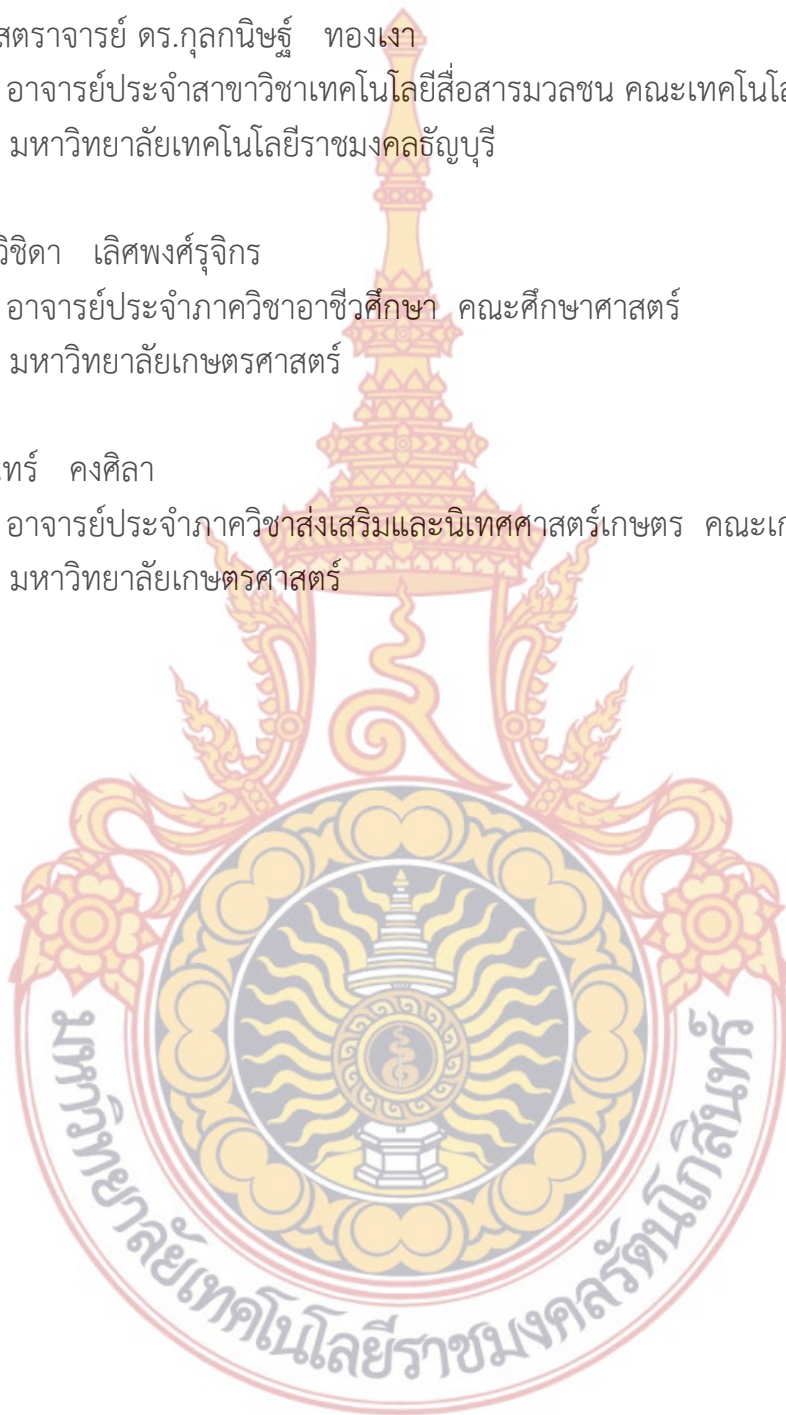 สตราจารย์ ดร.กุลกนิษฐ์ ทองเงา
อาจารย์ประจำสาขาวิชาเทคโนโลยีสื่อสารมวลชน คณะเทคโนโล
มหาวิทยาลัยเทคโนโลยีราชมงคลธัญบุรี
วิชิดา เลิศพงศ์รุจิกร
อาจารย์ประจำภาควิชาอาชีวศึกษา คณะศึกษาศาสตร์
มหาวิทยาลัยเกษตรศาสตร์
ทร์ คงศิลา
อาจารย์ประจำภาควิชาส่งเสริมและนิเทศศาสตร์เกษตร คณะเก
มหาวิทยาลัยเกษตรศาสตร์
มหาวิทยาลัยเทคโนโลยีราชมงคลรัตนโกสินทร์